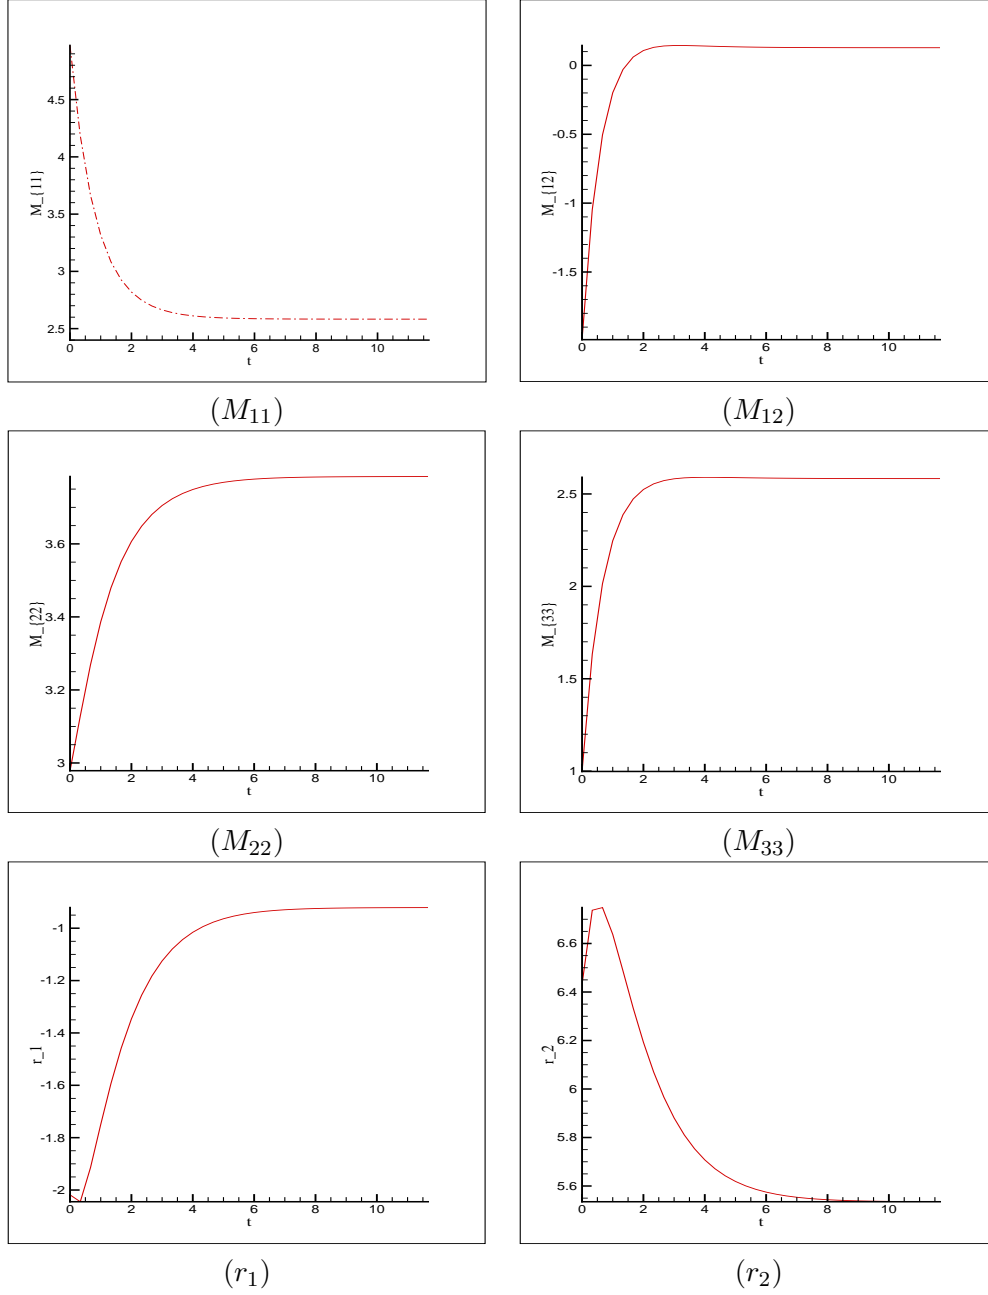 4.5
4
3.5
3
2.5
M_{11}
0 2 4 6 8 10
t
(M11)
0
-0.5
-1
-1.5
M_{12}
0 2 4 6 8 10
t
(M12)
3.6
3.4
3.2
3
M_{22}
0 2 4 6 8 10
t
(M22)
2.5
2
1.5
1
M_{33}
0 2 4 6 8 10
t
(M33)
-1
-1.2
-1.4
-1.6
-1.8
-2
r_1
0 2 4 6 8 10
t
(r1)
6.6
6.4
6.2
6
5.8
5.6
r_2
0 2 4 6 8 10
t
(r2)